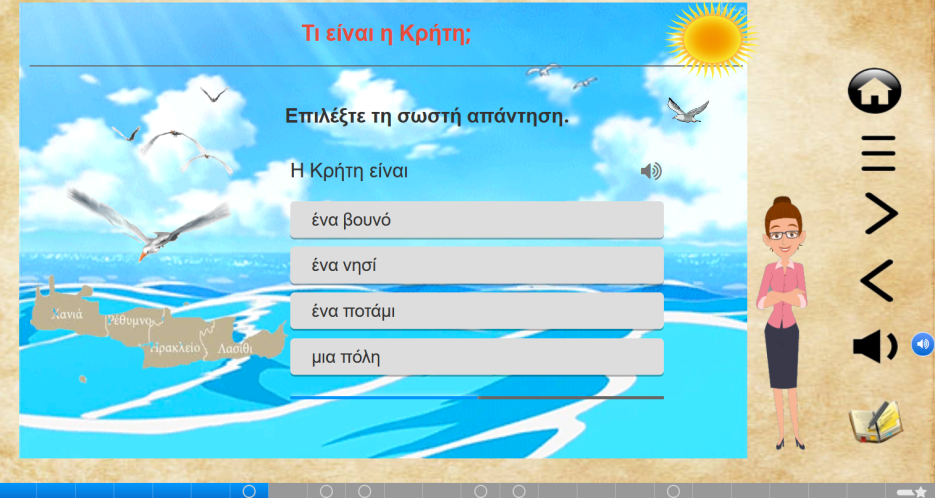 Τι είναι η Κρήτη;
Επιλέξτε τη σωστή απάντηση.
Η Κρήτη είναι
ένα βουνό
ένα νησί
ένα ποτάμι
μια πόλη
Χανιά
Ρέθυμνο
Ηρακλείο
Λασίθι